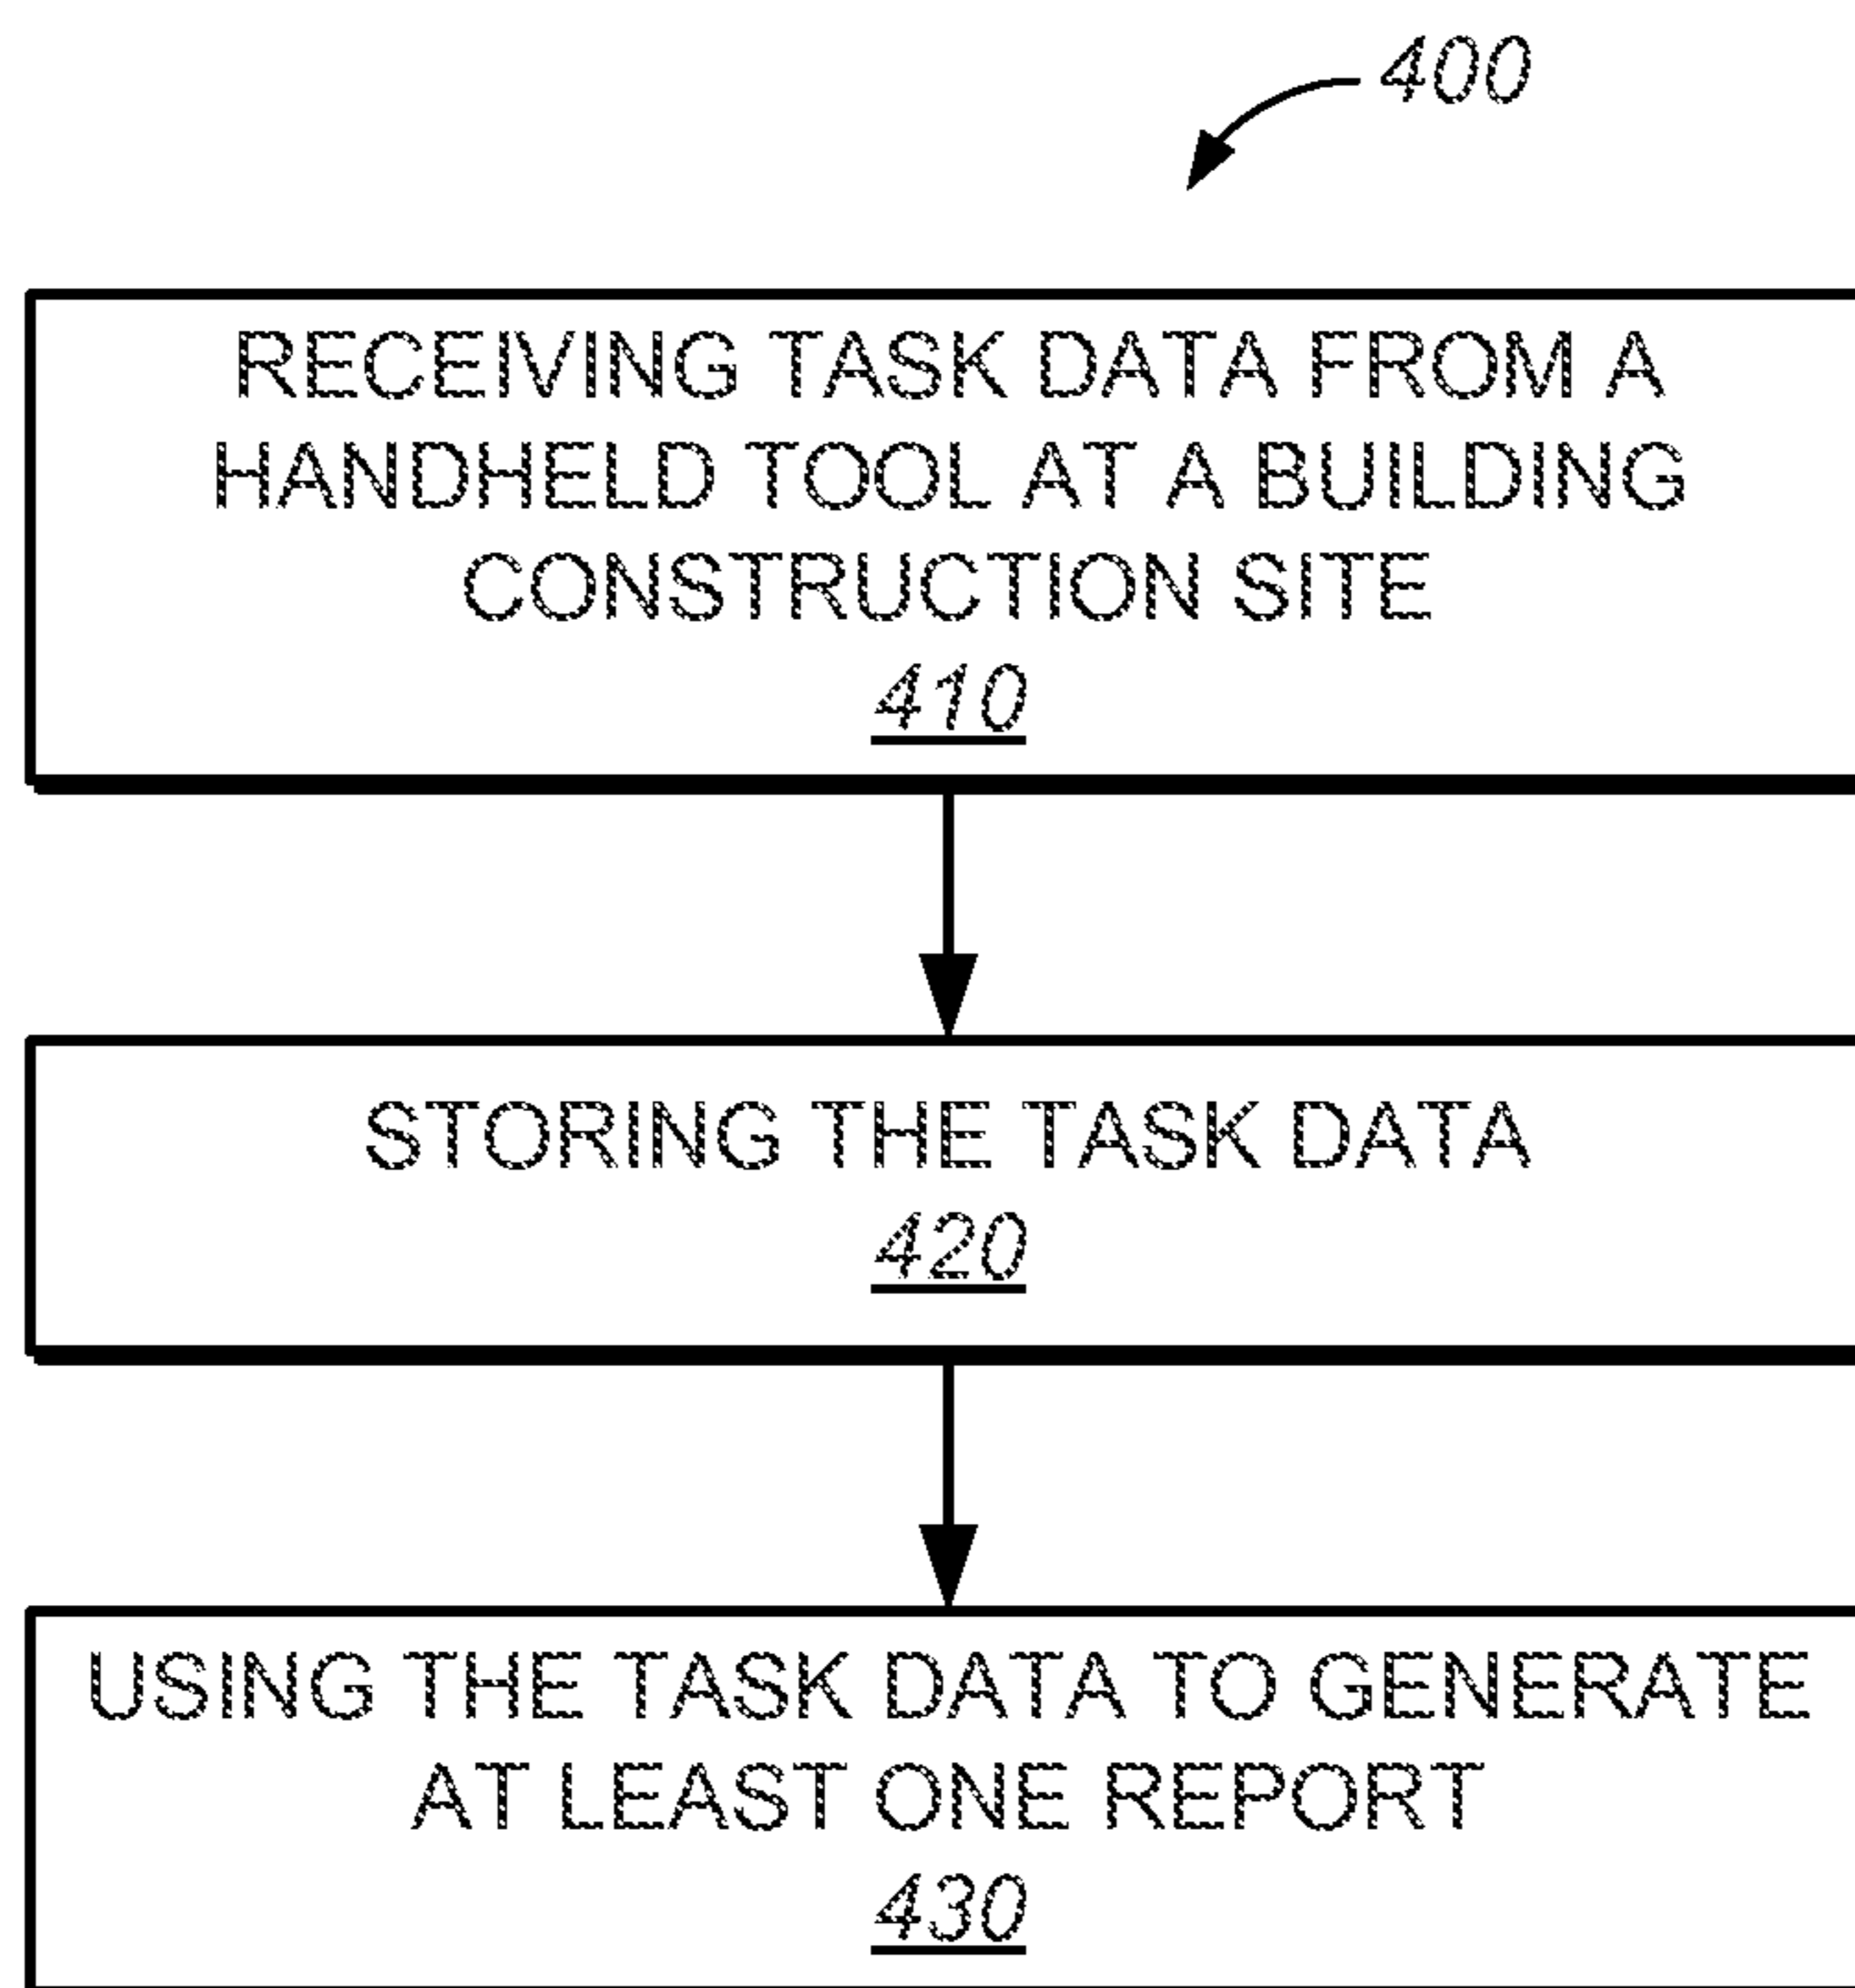 400
RECEIVING TASK DATA FROM A
HANDHELD TOOL AT A BUILDING
CONSTRUCTION SITE
410
STORING THE TASK DATA
420
USING THE TASK DATA TO GENERATE
AT LEAST ONE REPORT
430